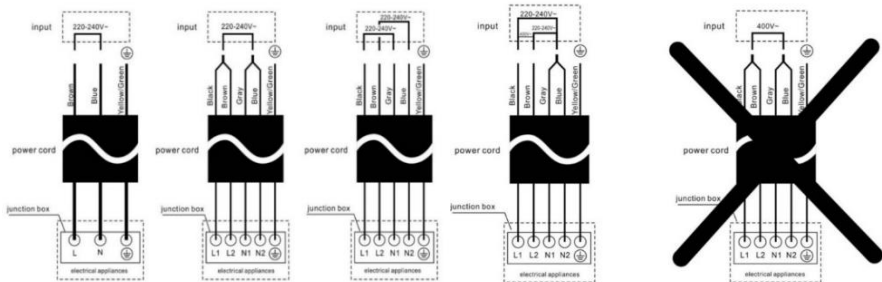 input
220-240V~
Brown
Blue
Yellow/Green
power cord
junction box
L
N
electrical appliances
input
220-240V~
Black
Brown
Gray
Blue
Yellow/Green
power cord
junction box
L1
L2
N1
N2
electrical appliances
input
220-240V~
220-240V~
Black
Brown
Gray
Blue
Yellow/Green
power cord
junction box
L1
L2
N1
N2
electrical appliances
input
220-240V~
220-240V~
Black
Brown
Gray
Blue
Yellow/Green
power cord
junction box
L1
L2
N1
N2
electrical appliances
input
400V~
Black
Brown
Gray
Blue
Yellow/Green
power cord
junction box
L1
L2
N1
N2
electrical appliances